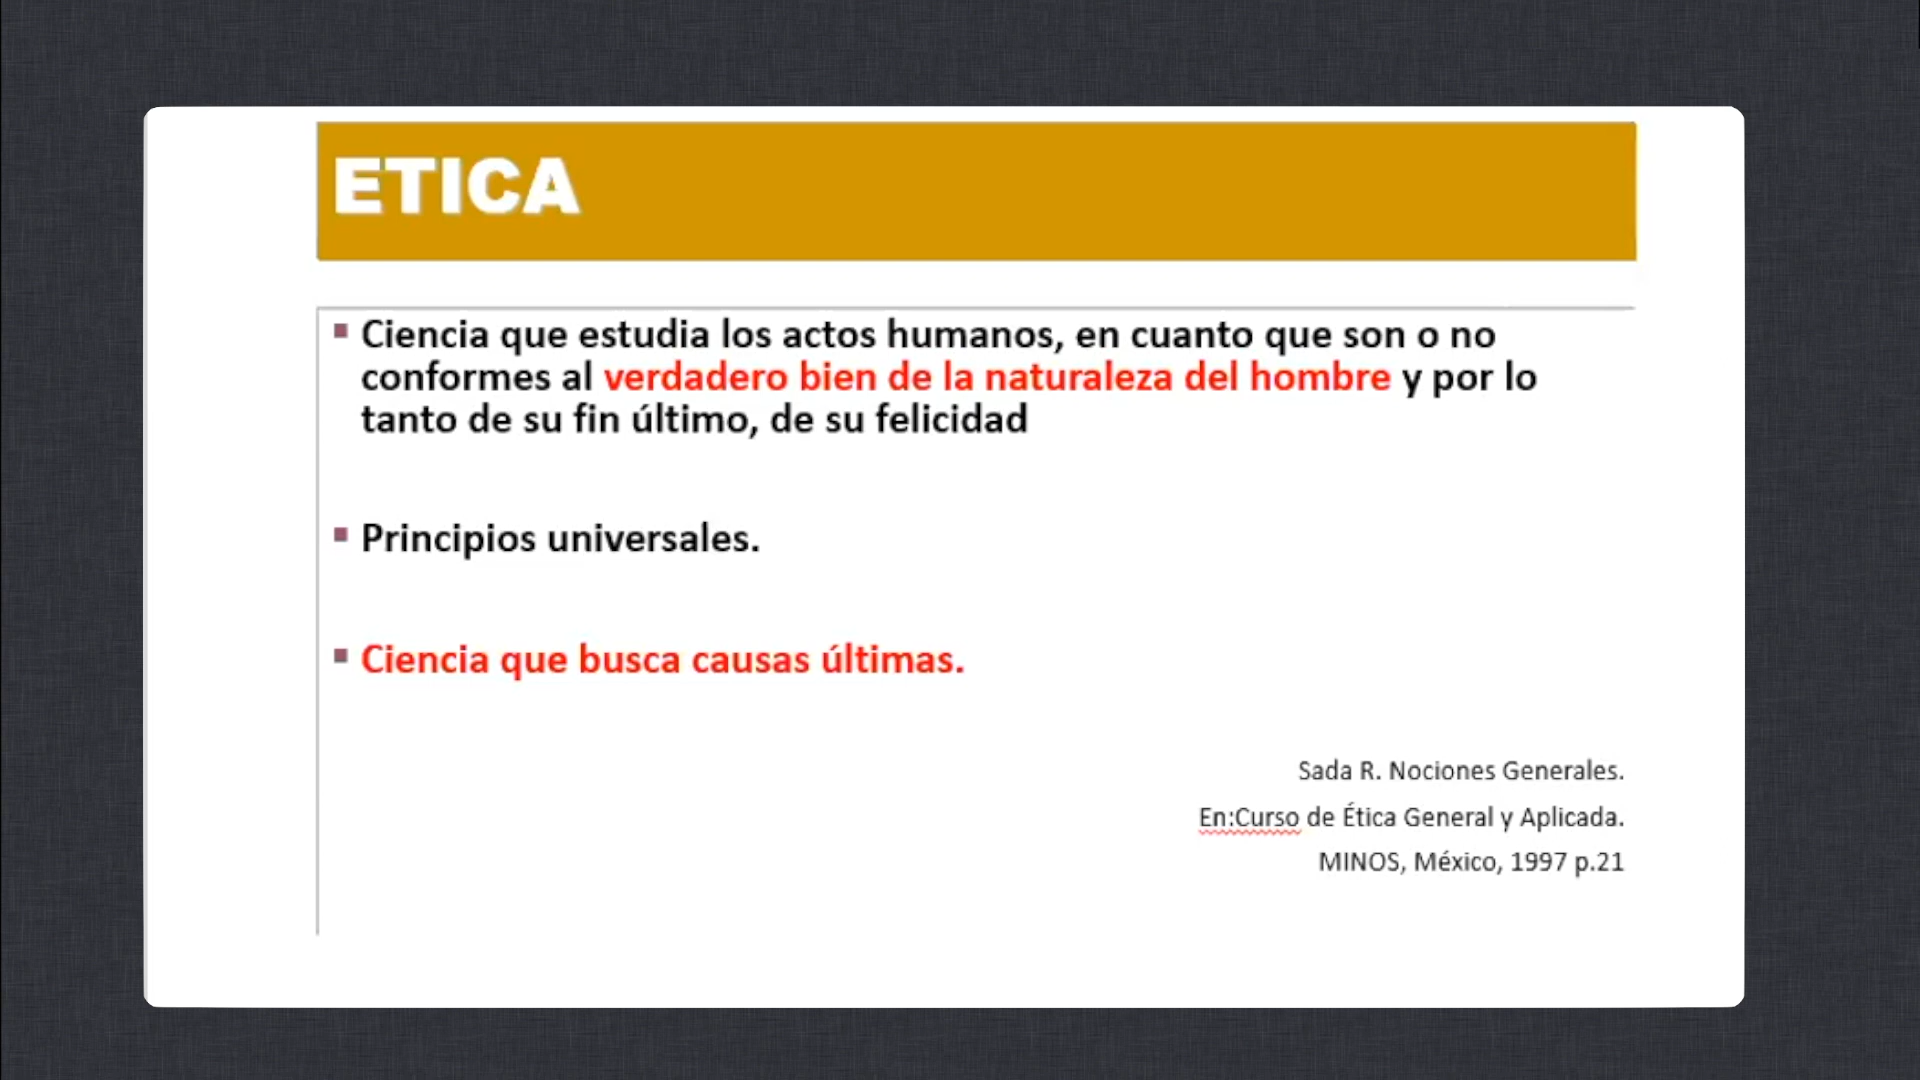 ETICA
Ciencia que estudia los actos humanos, en cuanto que son o no
conformes al verdadero bien de la naturaleza del hombre y por lo
tanto de su fin último, de su felicidad
Principios universales.
Ciencia que busca causas últimas.
Sada R. Nociones Generales.
En:Curso de Ética General y Aplicada.
MINOS, México, 1997 p.21